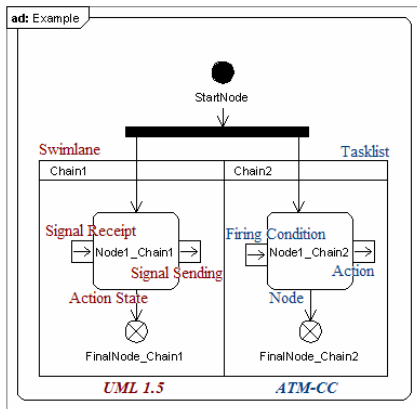 ad: Example
StartNode
Swimlane
Tasklist
Chain1
Chain2
Signal Receipt
Firing Condition
Node1_Chain1
Node1_Chain2
Signal Sending
Action
Action State
Node
FinalNode_Chain1
FinalNode_Chain2
UML 1.5
ATM-CC